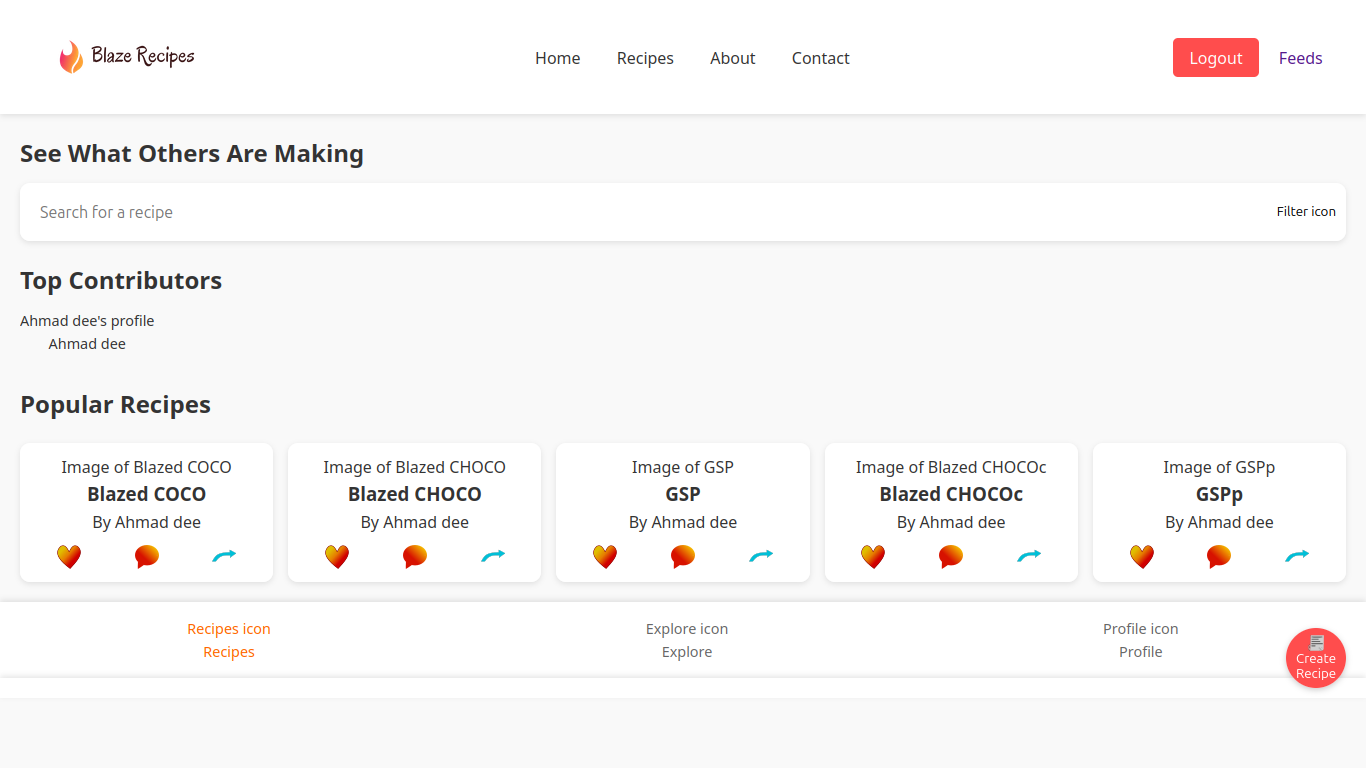 Blaze Recipes
Home Recipes About Contact
Logout Feeds
See What Others Are Making
Search for a recipe
Filter icon
Top Contributors
Ahmad dee's profile
Ahmad dee
Popular Recipes
Image of Blazed COCO
Blazed COCO
By Ahmad dee
Image of Blazed CHOCO
Blazed CHOCO
By Ahmad dee
Image of GSP
GSP
By Ahmad dee
Image of Blazed CHOCOc
Blazed CHOCOc
By Ahmad dee
Image of GSPp
GSPp
By Ahmad dee
Recipes icon
Recipes
Explore icon
Explore
Profile icon
Profile
Create
Recipe